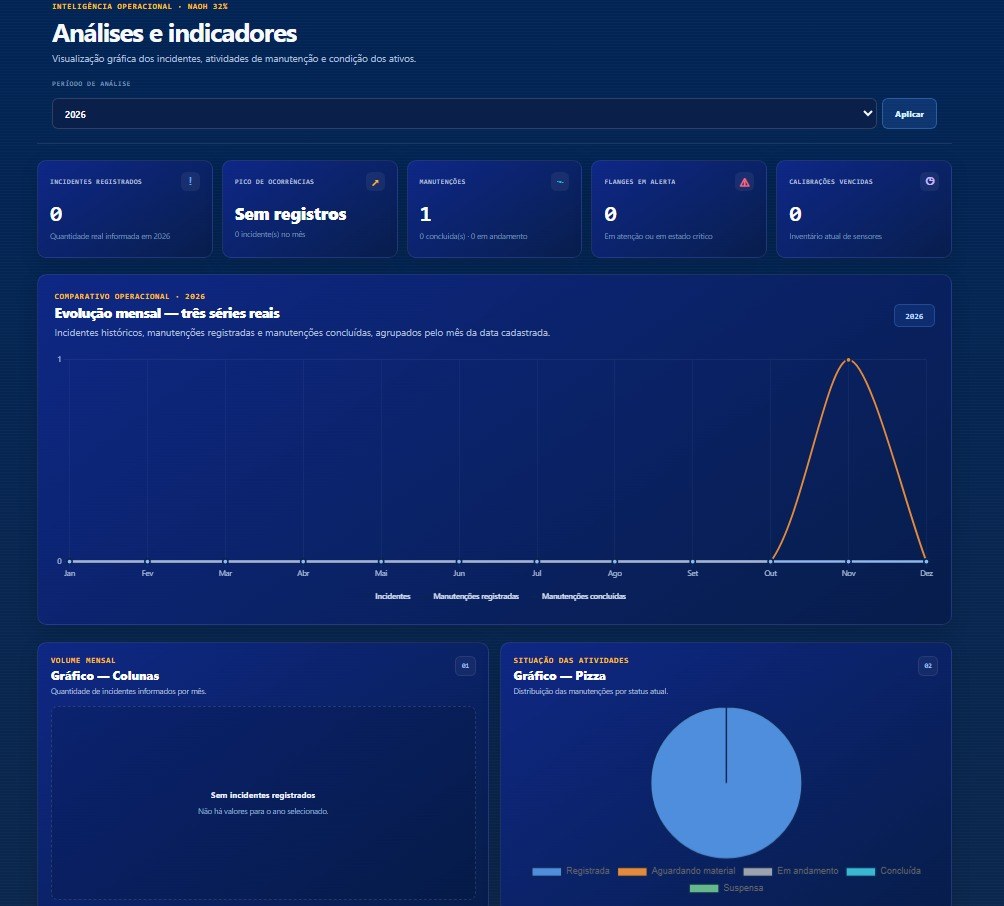 INTELIGÊNCIA OPERACIONAL · NAOH 32%
Análises e indicadores
Visualização gráfica dos incidentes, atividades de manutenção e condição dos ativos.
PERÍODO DE ANÁLISE
2026
Aplicar
INCIDENTES REGISTRADOS
!
0
Quantidade real informada em 2026
PICO DE OCORRÊNCIAS
↗
Sem registros
0 incidente(s) no mês
MANUTENÇÕES
~
1
0 concluída(s) · 0 em andamento
FLANGES EM ALERTA
0
Em atenção ou em estado crítico
CALIBRAÇÕES VENCIDAS
0
Inventário atual de sensores
COMPARATIVO OPERACIONAL · 2026
Evolução mensal — três séries reais
Incidentes históricos, manutenções registradas e manutenções concluídas, agrupados pelo mês da data cadastrada.
2026
1
0
Jan Fev Mar Abr Mai Jun Jul Ago Set Out Nov Dez
Incidentes Manutenções registradas Manutenções concluídas
VOLUME MENSAL
01
Gráfico — Colunas
Quantidade de incidentes informados por mês.
Sem incidentes registrados
Não há valores para o ano selecionado.
SITUAÇÃO DAS ATIVIDADES
02
Gráfico — Pizza
Distribuição das manutenções por status atual.
Registrada Aguardando material Em andamento Concluída
Suspensa